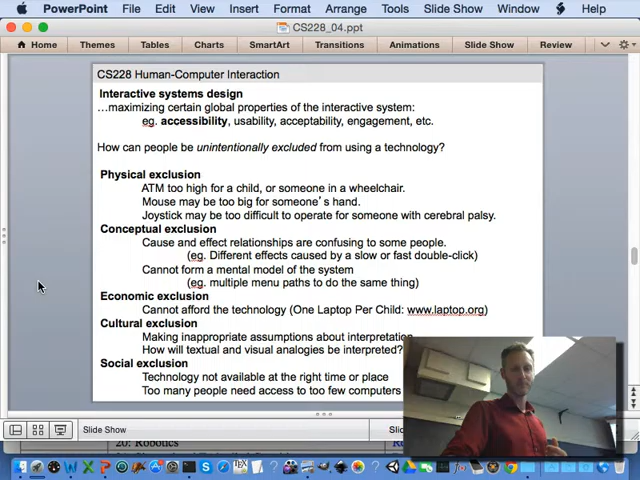 PowerPoint File Edit View Insert Format Arrange Tools Slide Show Window Help
CS228_04.ppt
Home Themes Tables Charts SmartArt Transitions Animations Slide Show Review
CS228 Human-Computer Interaction
Interactive systems design
…maximizing certain global properties of the interactive system:
eg. accessibility, usability, acceptability, engagement, etc.
How can people be unintentionally excluded from using a technology?
Physical exclusion
ATM too high for a child, or someone in a wheelchair.
Mouse may be too big for someone's hand.
Joystick may be too difficult to operate for someone with cerebral palsy.
Conceptual exclusion
Cause and effect relationships are confusing to some people.
(eg. Different effects caused by a slow or fast double-click)
Cannot form a mental model of the system
(eg. multiple menu paths to do the same thing)
Economic exclusion
Cannot afford the technology (One Laptop Per Child: www.laptop.org)
Cultural exclusion
Making inappropriate assumptions about interpretation
How will textual and visual analogies be interpreted?
Social exclusion
Technology not available at the right time or place
Too many people need access to too few computers
Slide Show
20: Robotics